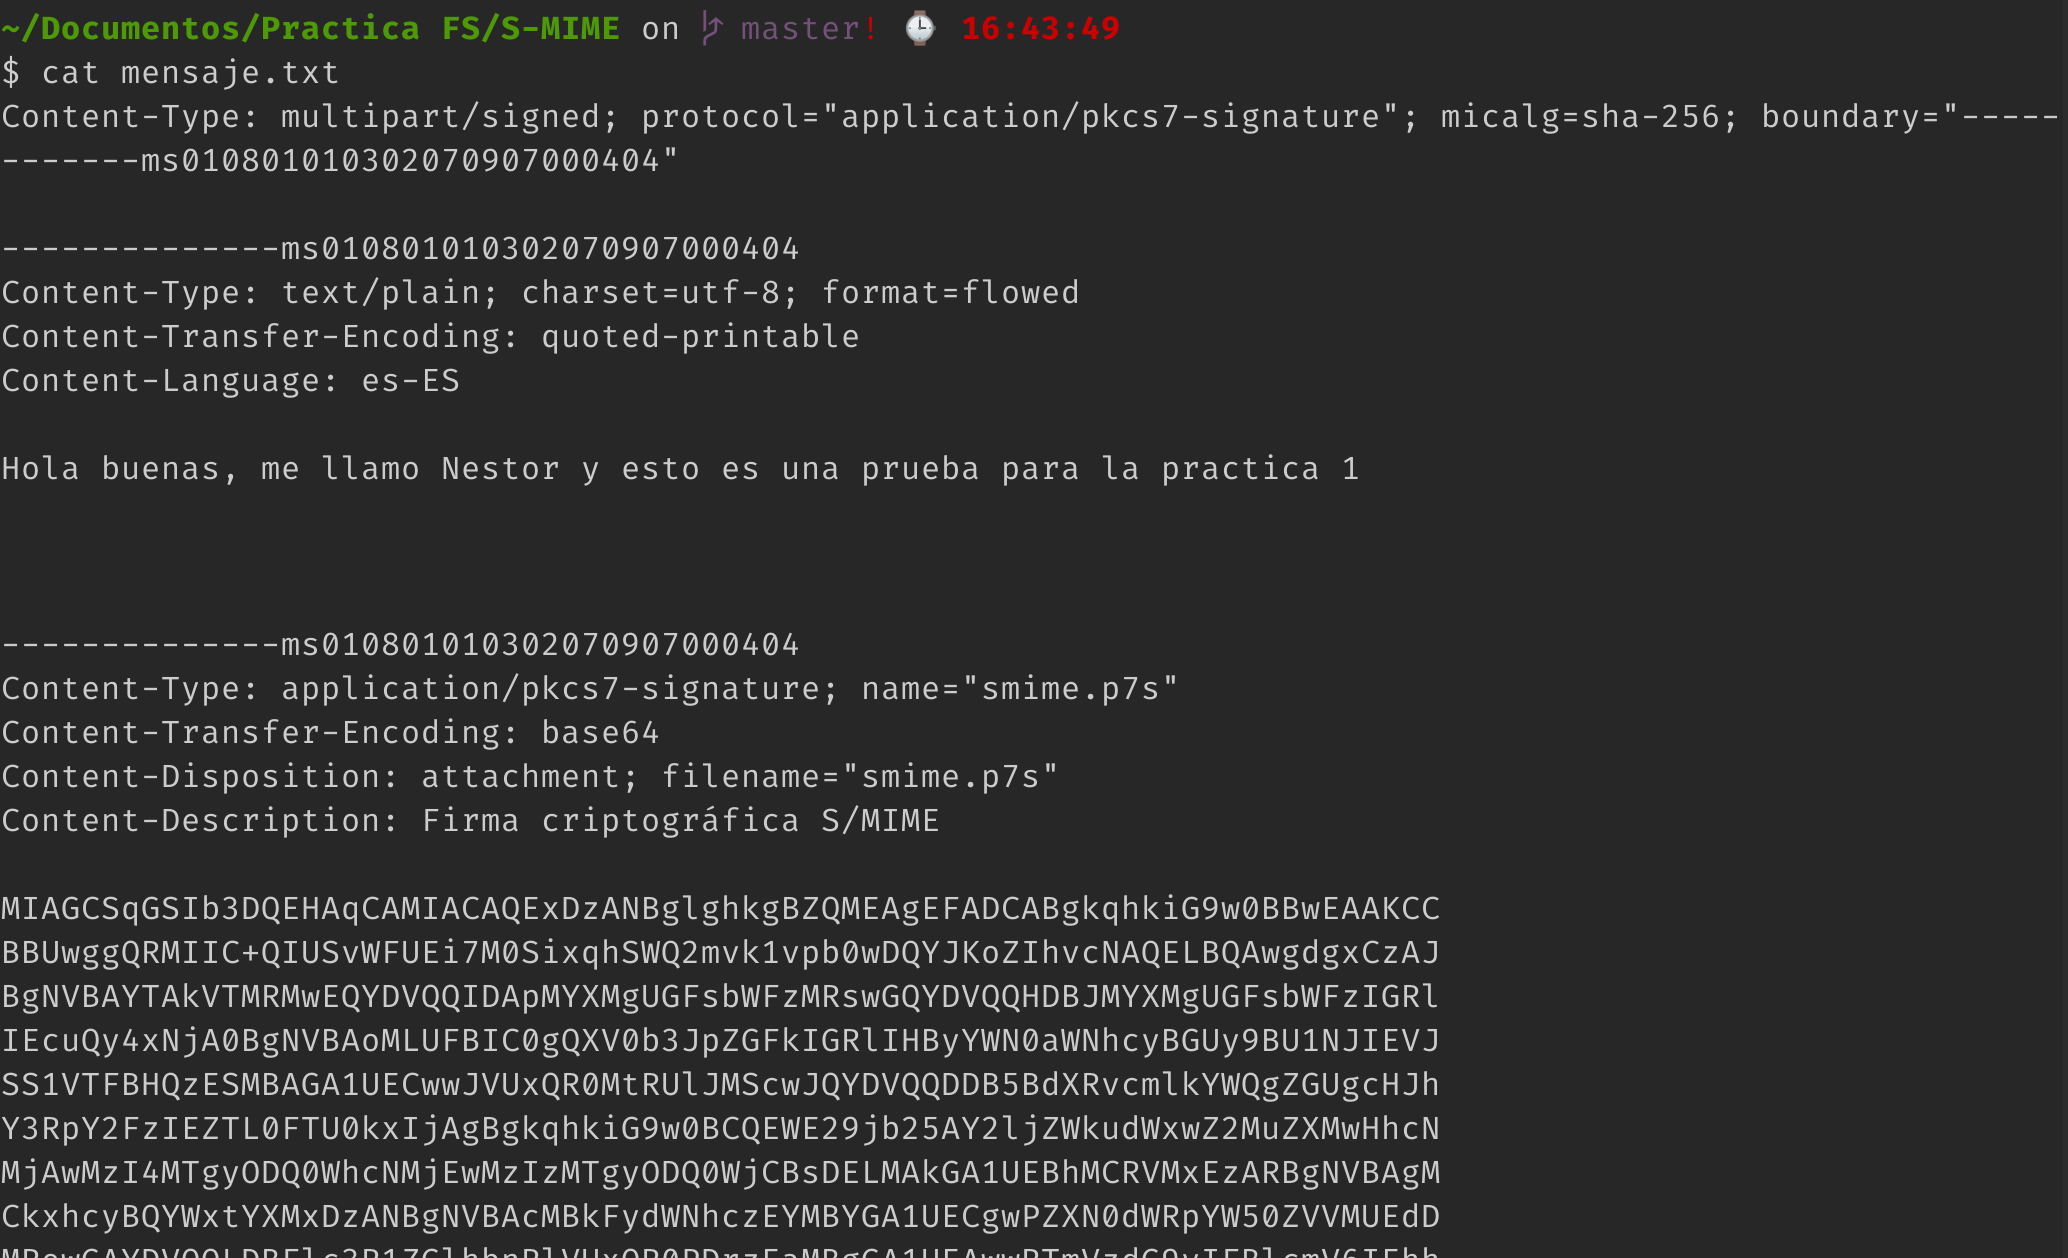 ~/Documentos/Practica FS/S-MIME on master! 16:43:49
$ cat mensaje.txt
Content-Type: multipart/signed; protocol="application/pkcs7-signature"; micalg=sha-256; boundary="-----
-------ms010801010302070907000404"
--------------ms010801010302070907000404
Content-Type: text/plain; charset=utf-8; format=flowed
Content-Transfer-Encoding: quoted-printable
Content-Language: es-ES
Hola buenas, me llamo Nestor y esto es una prueba para la practica 1
--------------ms010801010302070907000404
Content-Type: application/pkcs7-signature; name="smime.p7s"
Content-Transfer-Encoding: base64
Content-Disposition: attachment; filename="smime.p7s"
Content-Description: Firma criptográfica S/MIME
MIAGCSqGSIb3DQEHAqCAMIACAQExDzANBglghkgBZQMEAgEFADCABgkqhkiG9w0BBwEAAKCC
BBUwggQRMIIC+QIUSvWFUEi7M0SixqhSWQ2mvk1vpb0wDQYJKoZIhvcNAQELBQAwgdgxCzAJ
BgNVBAYTAkVTMRMwEQYDVQQIDApMYXMgUGFsbWFzMRswGQYDVQQHDBJMYXMgUGFsbWFzIGRl
IEcuQy4xNjA0BgNVBAoMLUFBIC0gQXV0b3JpZGFkIGRlIHByYWN0aWNhcyBGUy9BU1NJIEVJ
SS1VTFBHQzESMBAGA1UECwwJVUxQR0MtRUlJMScwJQYDVQQDDB5BdXRvcmlkYWQgZGUgcHJh
Y3RpY2FzIEZTL0FTU0kxIjAgBgkqhkiG9w0BCQEWE29jb25AY2ljZWkudWxwZ2MuZXMwHhcN
MjAwMzI4MTgyODQ0WhcNMjEwMzIzMTgyODQ0WjCBsDELMAkGA1UEBhMCRVMxEzARBgNVBAgM
CkxhcyBQYWxtYXMxDzANBgNVBAcMBkFydWNhczEYMBYGA1UECgwPZXN0dWRpYW50ZVVMUEdD